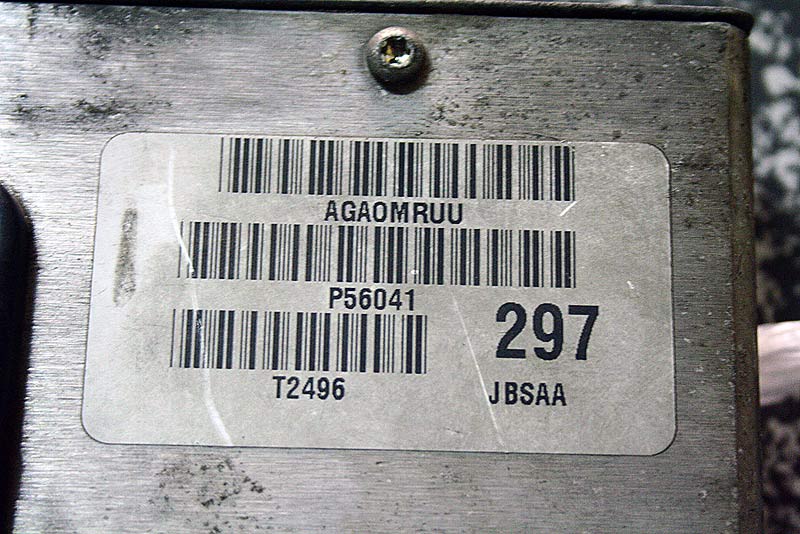 AGAOMRUU
P56041
297
T2496
JBSAA